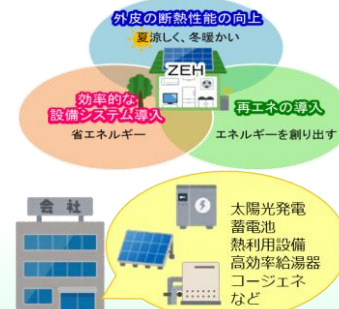 外皮の断熱性能の向上
夏涼しく、冬暖かい
ZEH
効率的な
設備システム導入
省エネルギー
再エネの導入
エネルギーを創り出す
会社
太陽光発電
蓄電池
熱利用設備
高効率給湯器
コージェネ
など